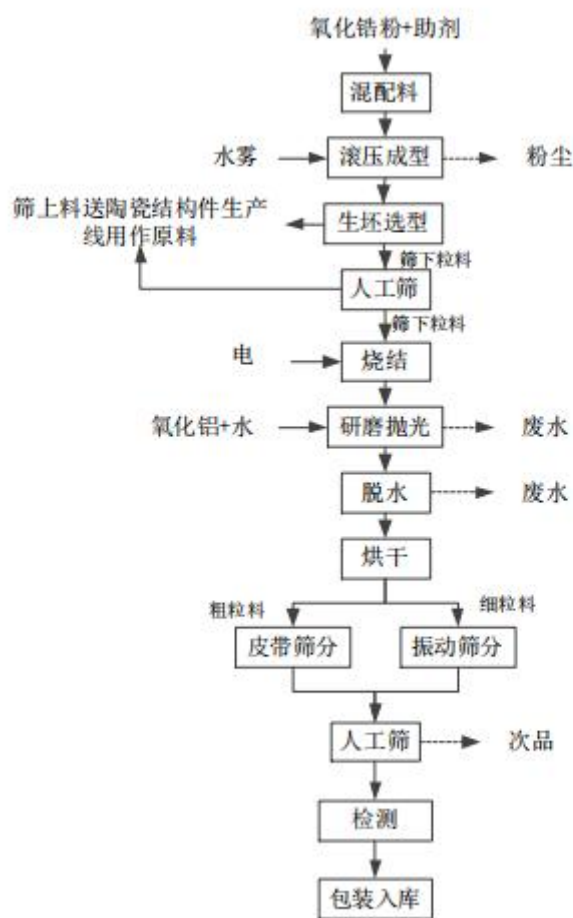 氧化锆粉+助剂
混配料
水雾
滚压成型
粉尘
筛上料送陶瓷结构件生产
线用作原料
生坯选型
筛下粒料
人工筛
筛下粒料
电
烧结
氧化铝+水
研磨抛光
废水
脱水
废水
烘干
粗粒料
细粒料
皮带筛分
振动筛分
人工筛
次品
检测
包装入库